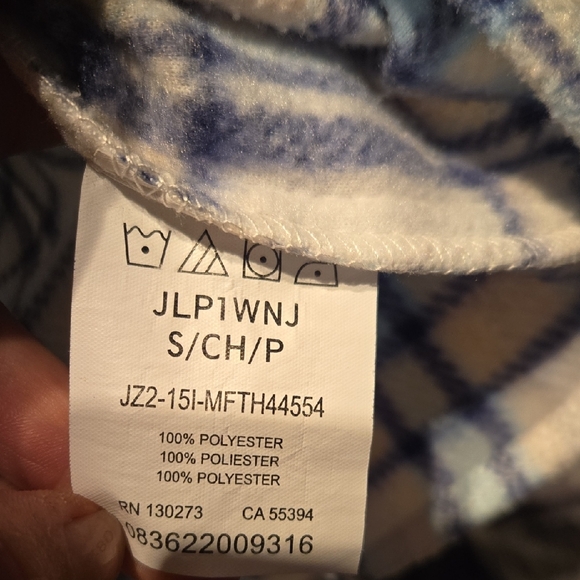 JLP1WNJ
S/CH/P
JZ2-15I-MFTH44554
100% POLYESTER
100% POLIESTER
100% POLYESTER
RN 130273 CA 55394
083622009316